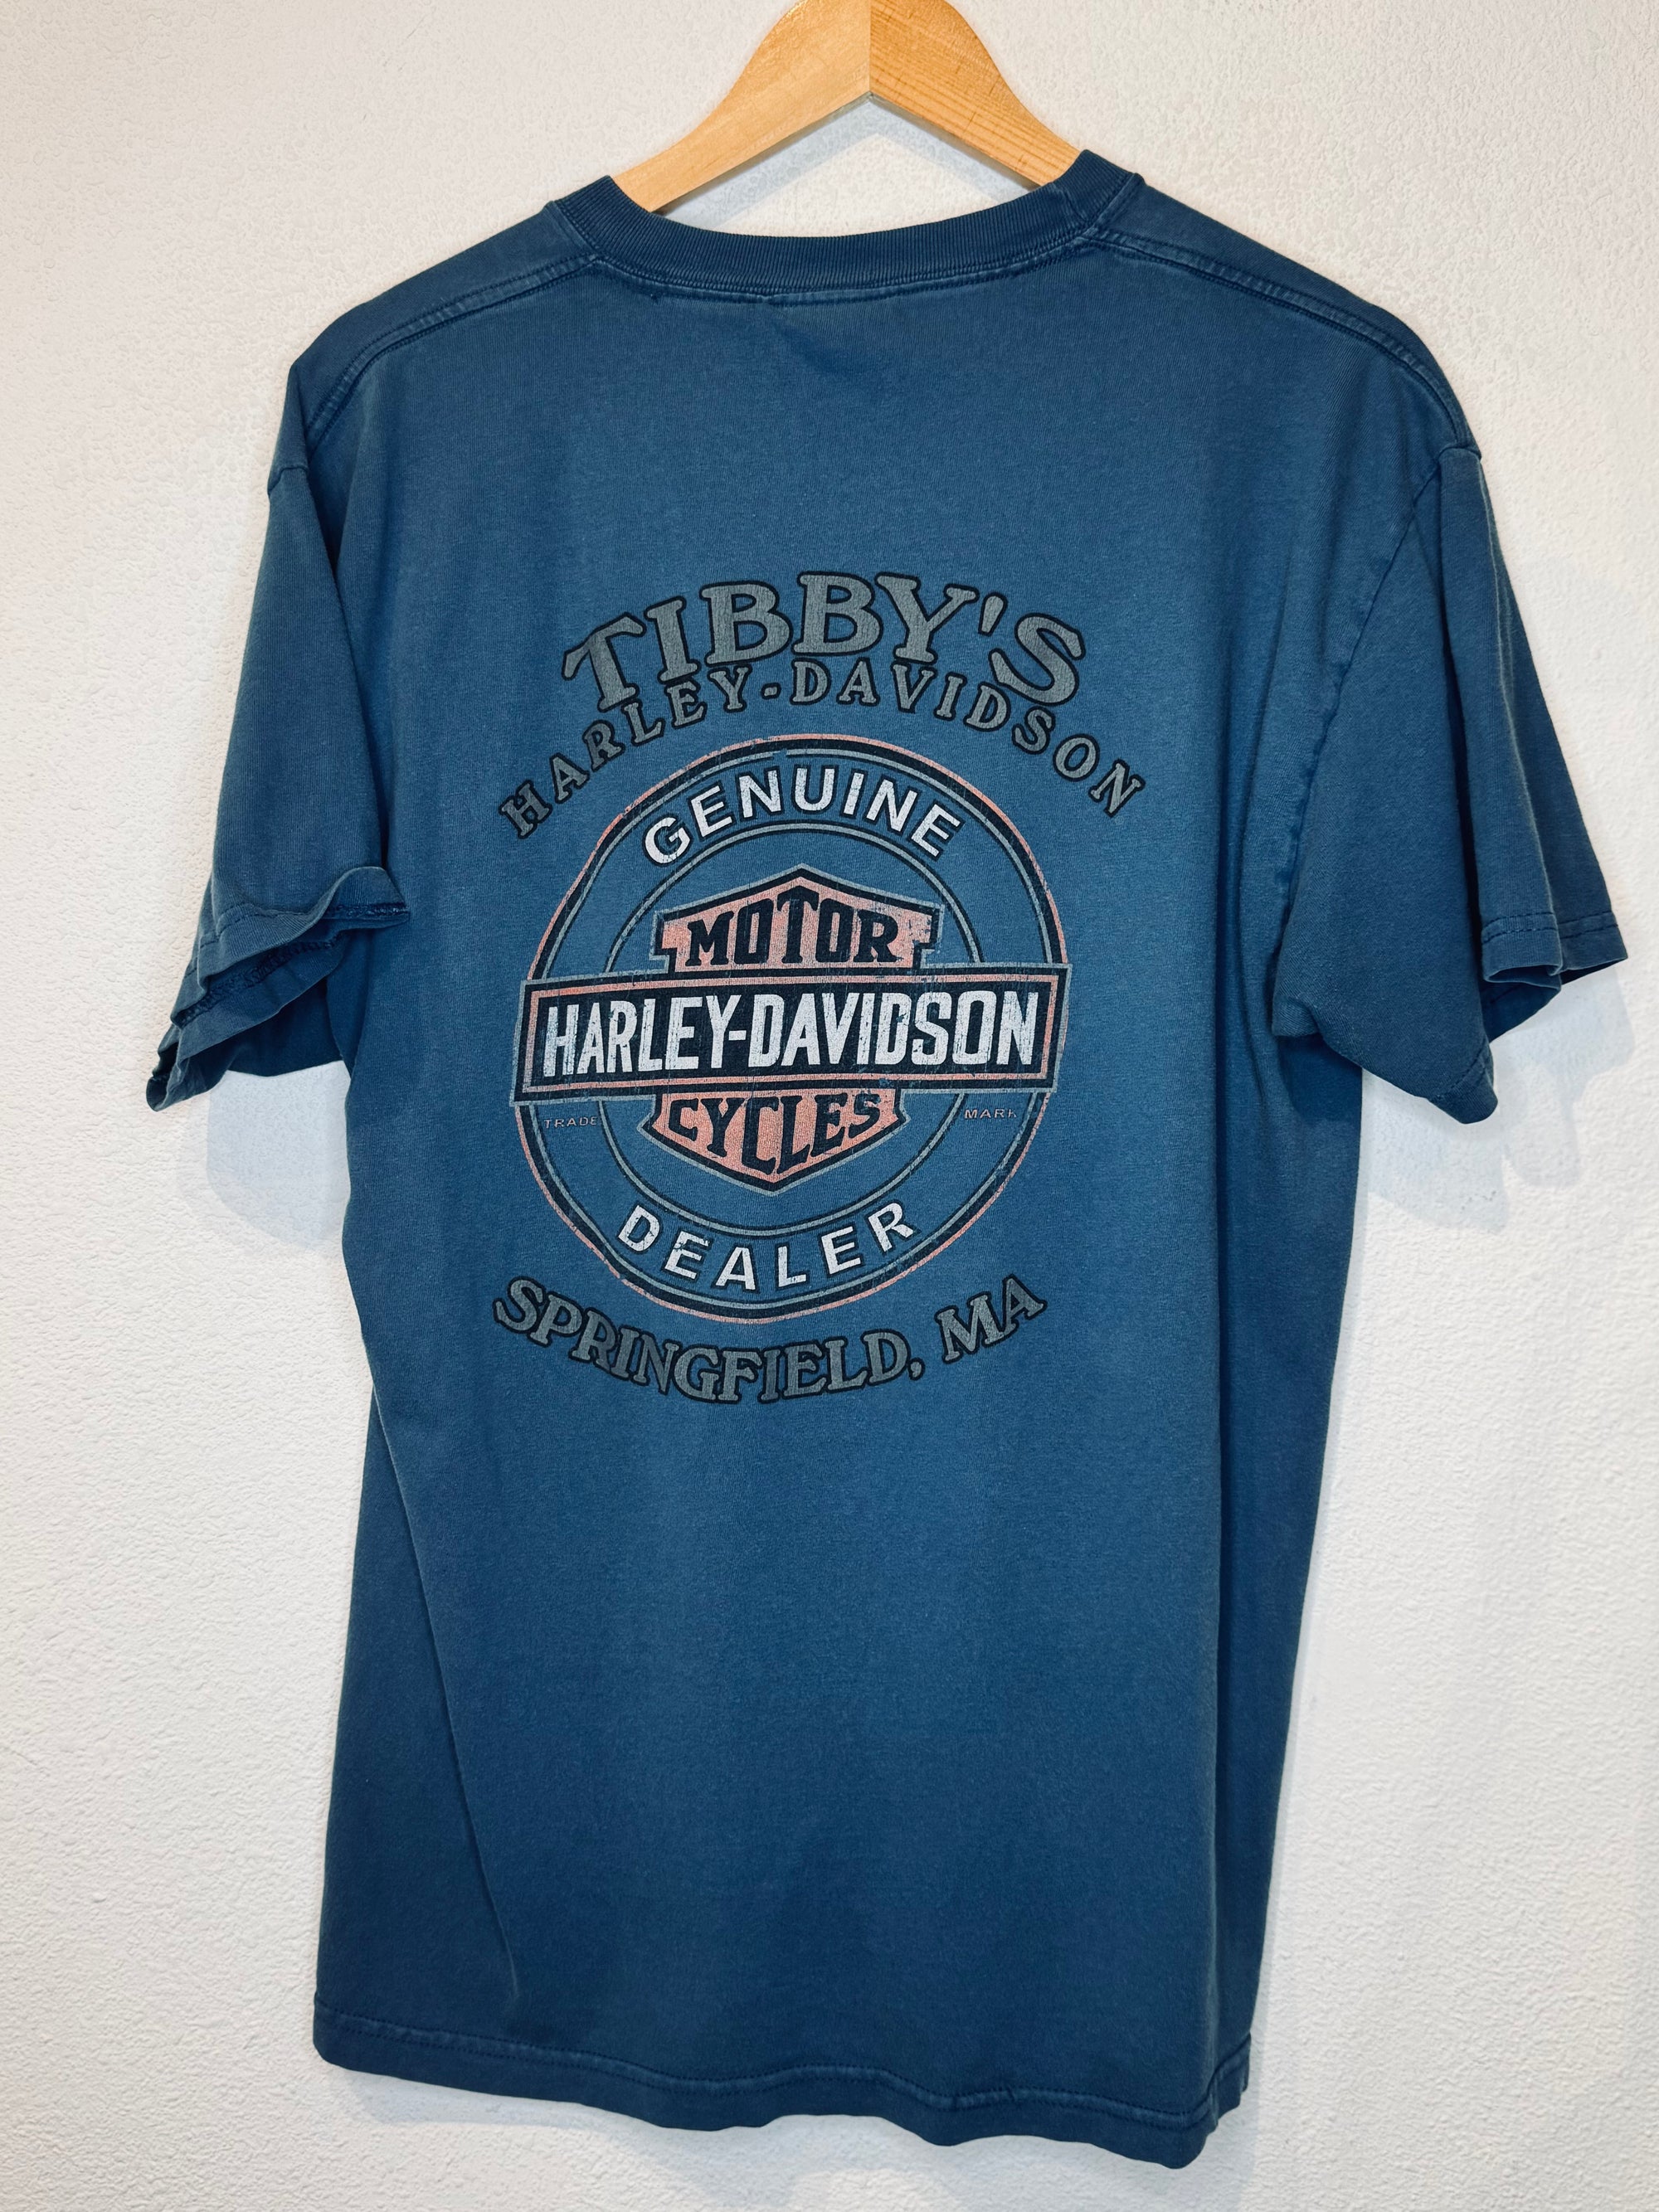 TIBBY'S
HARLEY-DAVIDSON
GENUINE
MOTOR
HARLEY-DAVIDSON
CYCLES
TRADE MARK
DEALER
SPRINGFIELD, MA